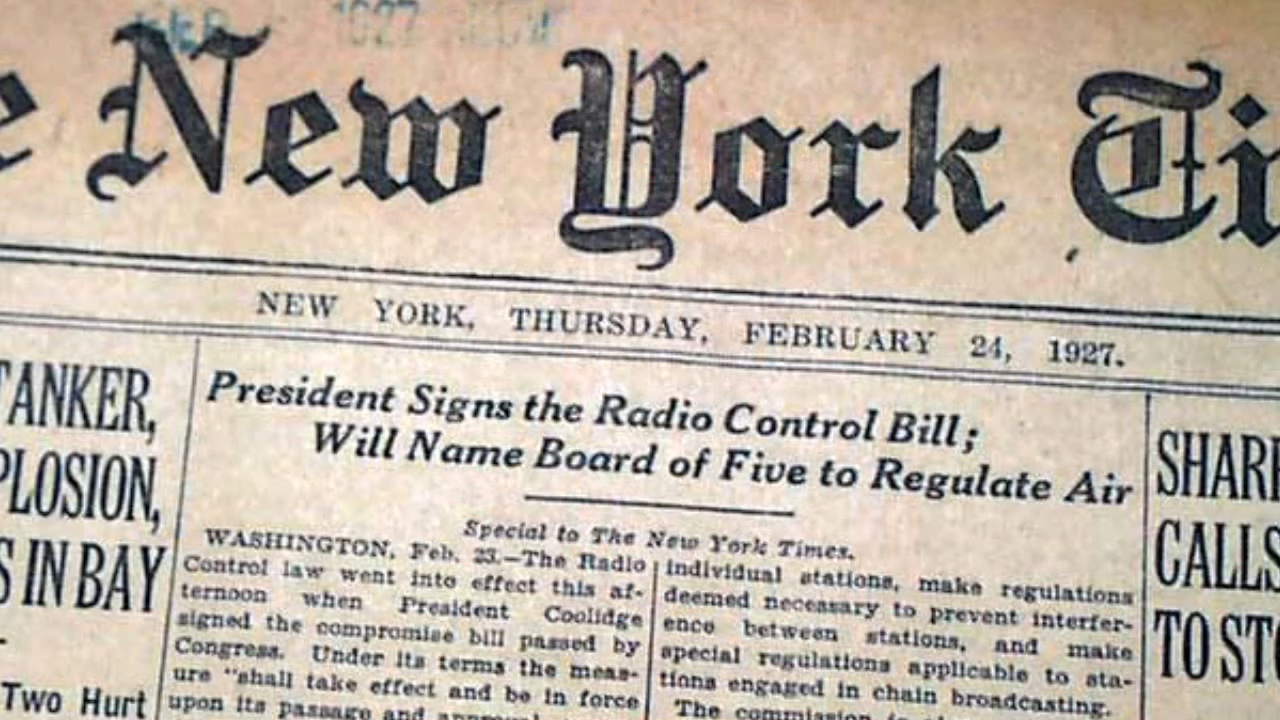 New York Ti
NEW YORK, THURSDAY, FEBRUARY 24, 1927.
TANKER,
PLOSION,
S IN BAY
Two Hurt
President Signs the Radio Control Bill;
Will Name Board of Five to Regulate Air
Special to The New York Times.
WASHINGTON, Feb. 23.—The Radio
Control law went into effect this af-
ternoon when President Coolidge
signed the compromise bill passed by
Congress. Under its terms the meas-
ure "shall take effect and be in force
upon its passage and
individual stations, make regulations
deemed necessary to prevent interfer-
ence between stations, and make
special regulations applicable to sta-
tions engaged in chain broadcasting.
The commission
SHAR
CALLS
TO STO